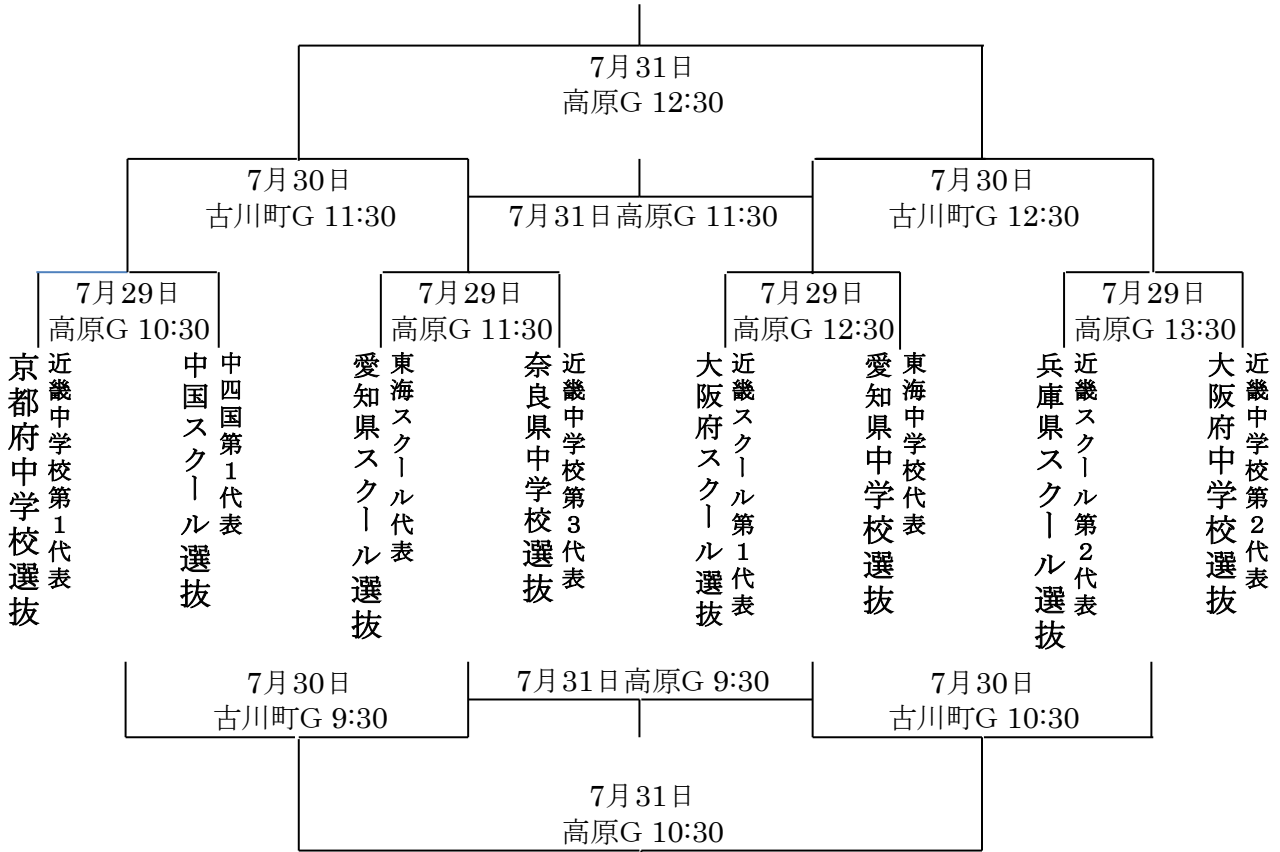 7月31日
高原G 12:30
7月30日
古川町G 11:30
7月31日高原G 11:30
7月30日
古川町G 12:30
7月29日
高原G 10:30
7月29日
高原G 11:30
7月29日
高原G 12:30
7月29日
高原G 13:30
近畿中学校第1代表
京都府中学校選抜
中四国第1代表
中国スクール選抜
東海スクール代表
愛知県スクール選抜
近畿中学校第3代表
奈良県中学校選抜
近畿スクール第1代表
大阪府スクール選抜
東海中学校代表
愛知県中学校選抜
近畿スクール第2代表
兵庫県スクール選抜
近畿中学校第2代表
大阪府中学校選抜
7月30日
古川町G 9:30
7月31日高原G 9:30
7月30日
古川町G 10:30
7月31日
高原G 10:30